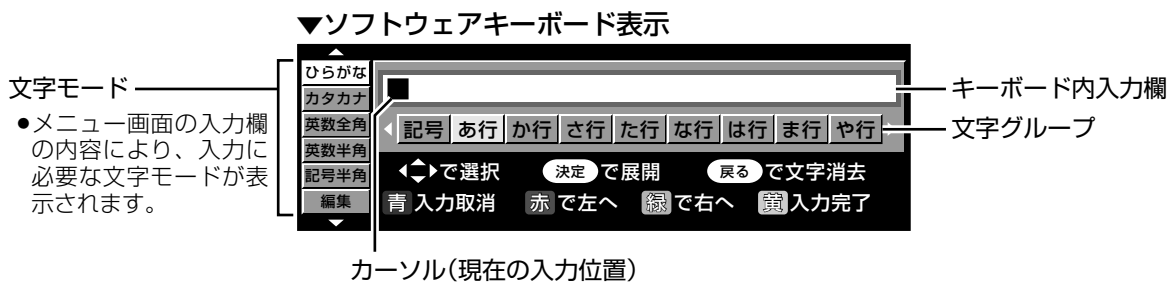 ▼ソフトウェアキーボード表示
文字モード
●メニュー画面の入力欄
の内容により、入力に
必要な文字モードが表
示されます。
ひらがな
カタカナ
英数全角
英数半角
記号半角
編集
記号 あ行 か行 さ行 た行 な行 は行 ま行 や行
で選択 決定 で展開 戻る で文字消去
青 入力取消 赤 で左へ 緑 で右へ 黄 入力完了
キーボード内入力欄
文字グループ
カーソル(現在の入力位置)